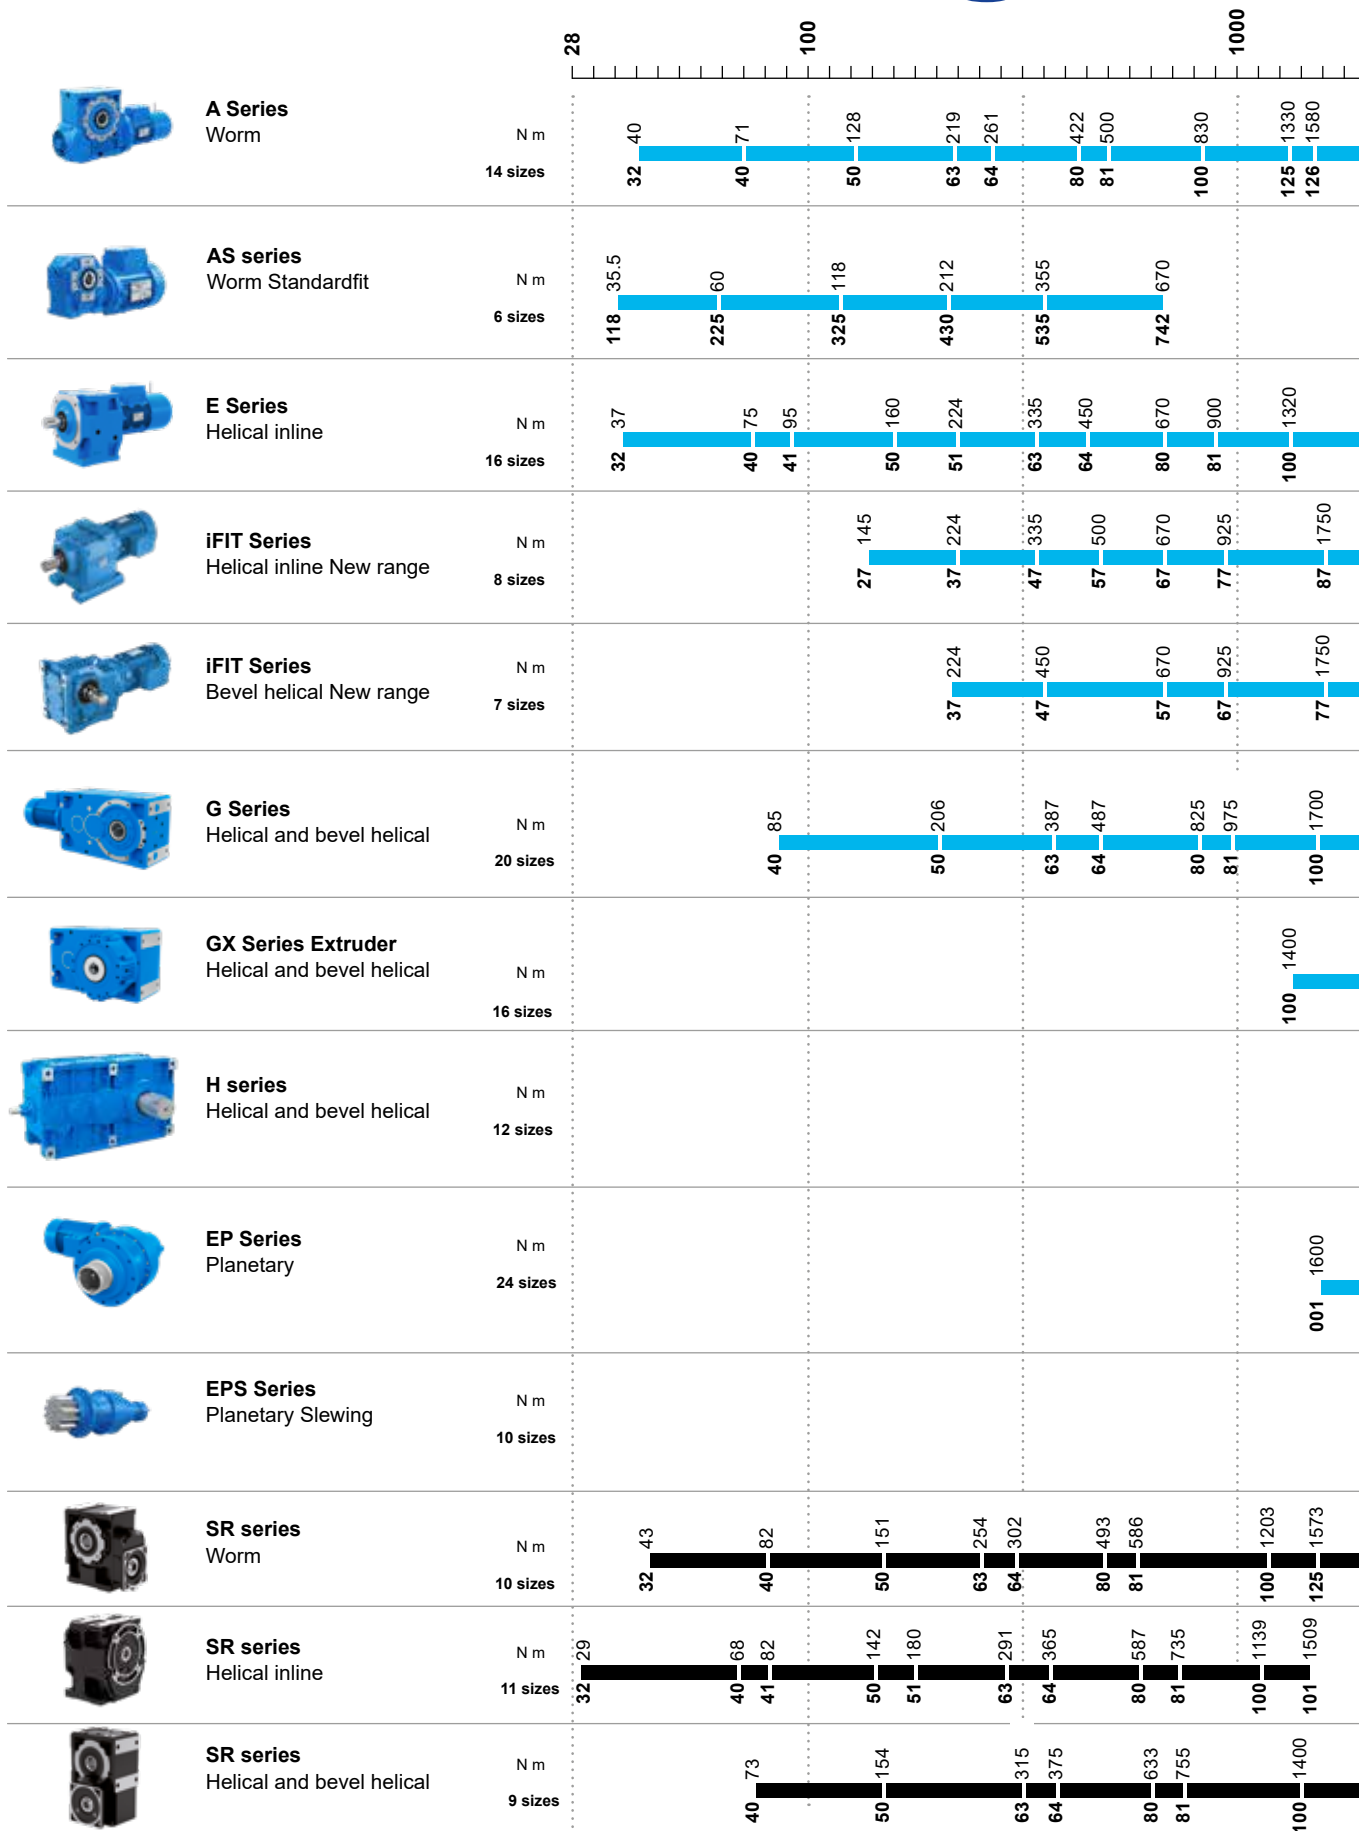 28 100 1000
A Series
Worm
N m 40 71 128 219 261 422 500 830 1330 1580
14 sizes 32 40 50 63 64 80 81 100 125 126
AS series
Worm Standardfit
N m 35.5 60 118 212 355 670
6 sizes 118 225 325 430 535 742
E Series
Helical inline
N m 37 75 95 160 224 335 450 670 900 1320
16 sizes 32 40 41 50 51 63 64 80 81 100
iFIT Series
Helical inline New range
N m 145 224 335 500 670 925 1750
8 sizes 27 37 47 57 67 77 87
iFIT Series
Bevel helical New range
N m 224 450 670 925 1750
7 sizes 37 47 57 67 77
G Series
Helical and bevel helical
N m 85 206 387 487 825 975 1700
20 sizes 40 50 63 64 80 81 100
GX Series Extruder
Helical and bevel helical
N m 1400
16 sizes 100
H series
Helical and bevel helical
N m
12 sizes
EP Series
Planetary
N m 1600
24 sizes 001
EPS Series
Planetary Slewing
N m
10 sizes
SR series
Worm
N m 43 82 151 254 302 493 586 1203 1573
10 sizes 32 40 50 63 64 80 81 100 125
SR series
Helical inline
N m 29 68 82 142 180 291 365 587 735 1139 1509
11 sizes 32 40 41 50 51 63 64 80 81 100 101
SR series
Helical and bevel helical
N m 73 154 315 375 633 755 1400
9 sizes 40 50 63 64 80 81 100